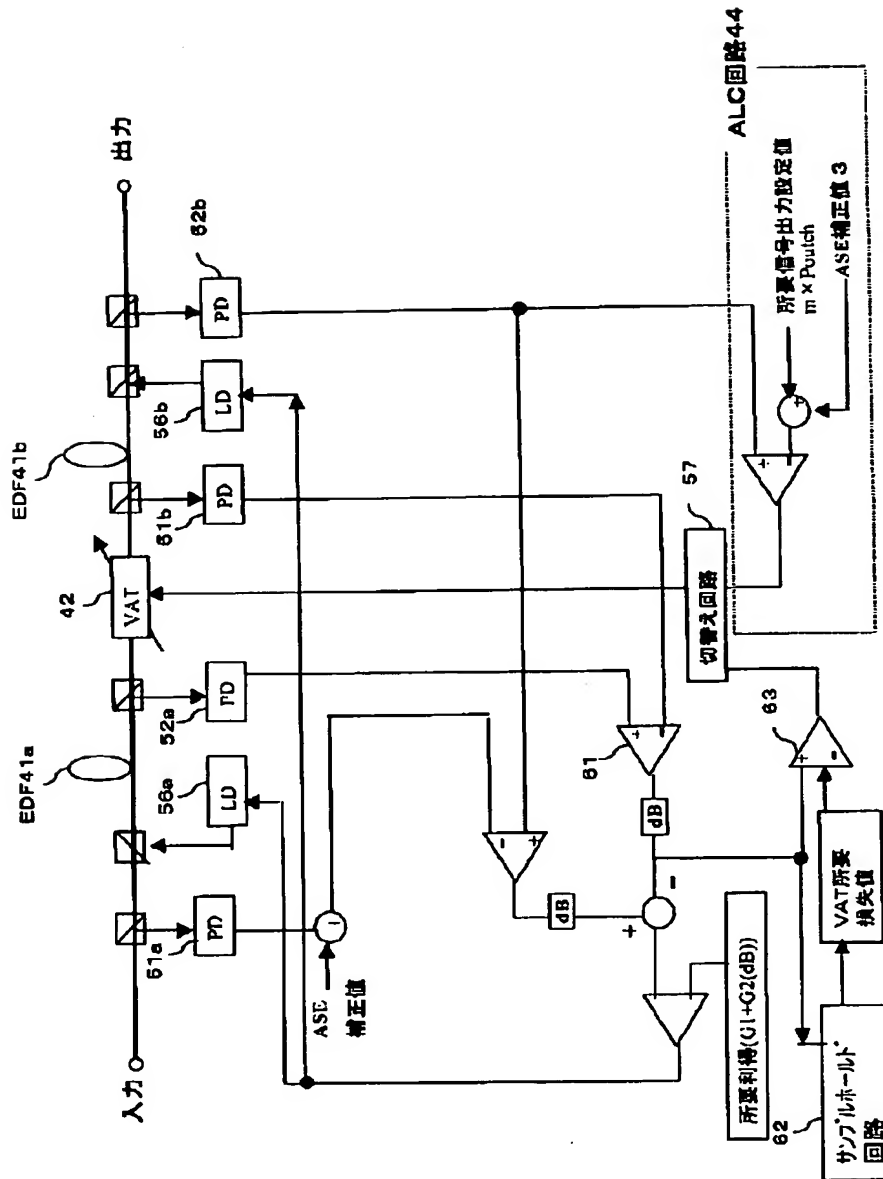 入力
出力
EDF41a
EDF41b
42
VAT
61a
PD
56a
LD
52a
PD
61b
PD
56b
LD
62b
PD
ASE
補正値
dB
dB
61
+
-
-
+
+
-
所要利得(G1+G2(dB))
62
サンプルホールド
回路
VAT所要
損失値
63
+
-
57
切替え回路
ALC回路44
所要信号出力設定値
m×Poutch
ASE補正値3
+
-
+